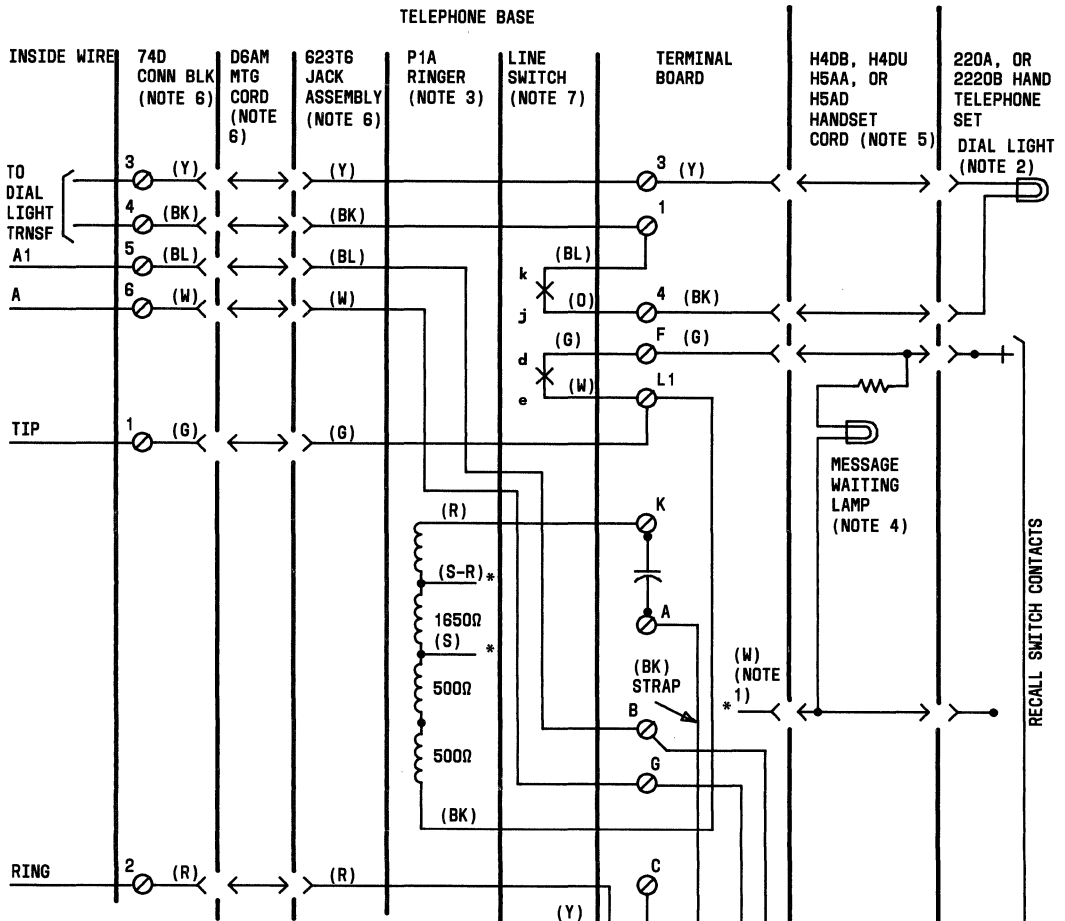 TELEPHONE BASE
INSIDE WIRE
74D
CONN BLK
(NOTE 6)
D6AM
MTG
CORD
(NOTE
6)
623T6
JACK
ASSEMBLY
(NOTE 6)
P1A
RINGER
(NOTE 3)
LINE
SWITCH
(NOTE 7)
TERMINAL
BOARD
H4DB, H4DU
H5AA, OR
H5AD
HANDSET
CORD (NOTE 5)
220A, OR
2220B HAND
TELEPHONE
SET
DIAL LIGHT
(NOTE 2)
TO
DIAL
LIGHT
TRNSF
3 (Y) (Y) 3 (Y)
4 (BK) (BK) 1
A1 5 (BL) (BL) k (BL)
A 6 (W) (W) j (O) 4 (BK)
d (G) F (G)
e (W) L1
TIP 1 (G) (G)
MESSAGE
WAITING
LAMP
(NOTE 4)
(R) K
(S-R) *
1650Ω
(S) *
A
500Ω
(BK)
STRAP
(W)
(NOTE
1)
*
B
500Ω
G
(BK)
RECALL SWITCH CONTACTS
RING 2 (R) (R) C
(Y)